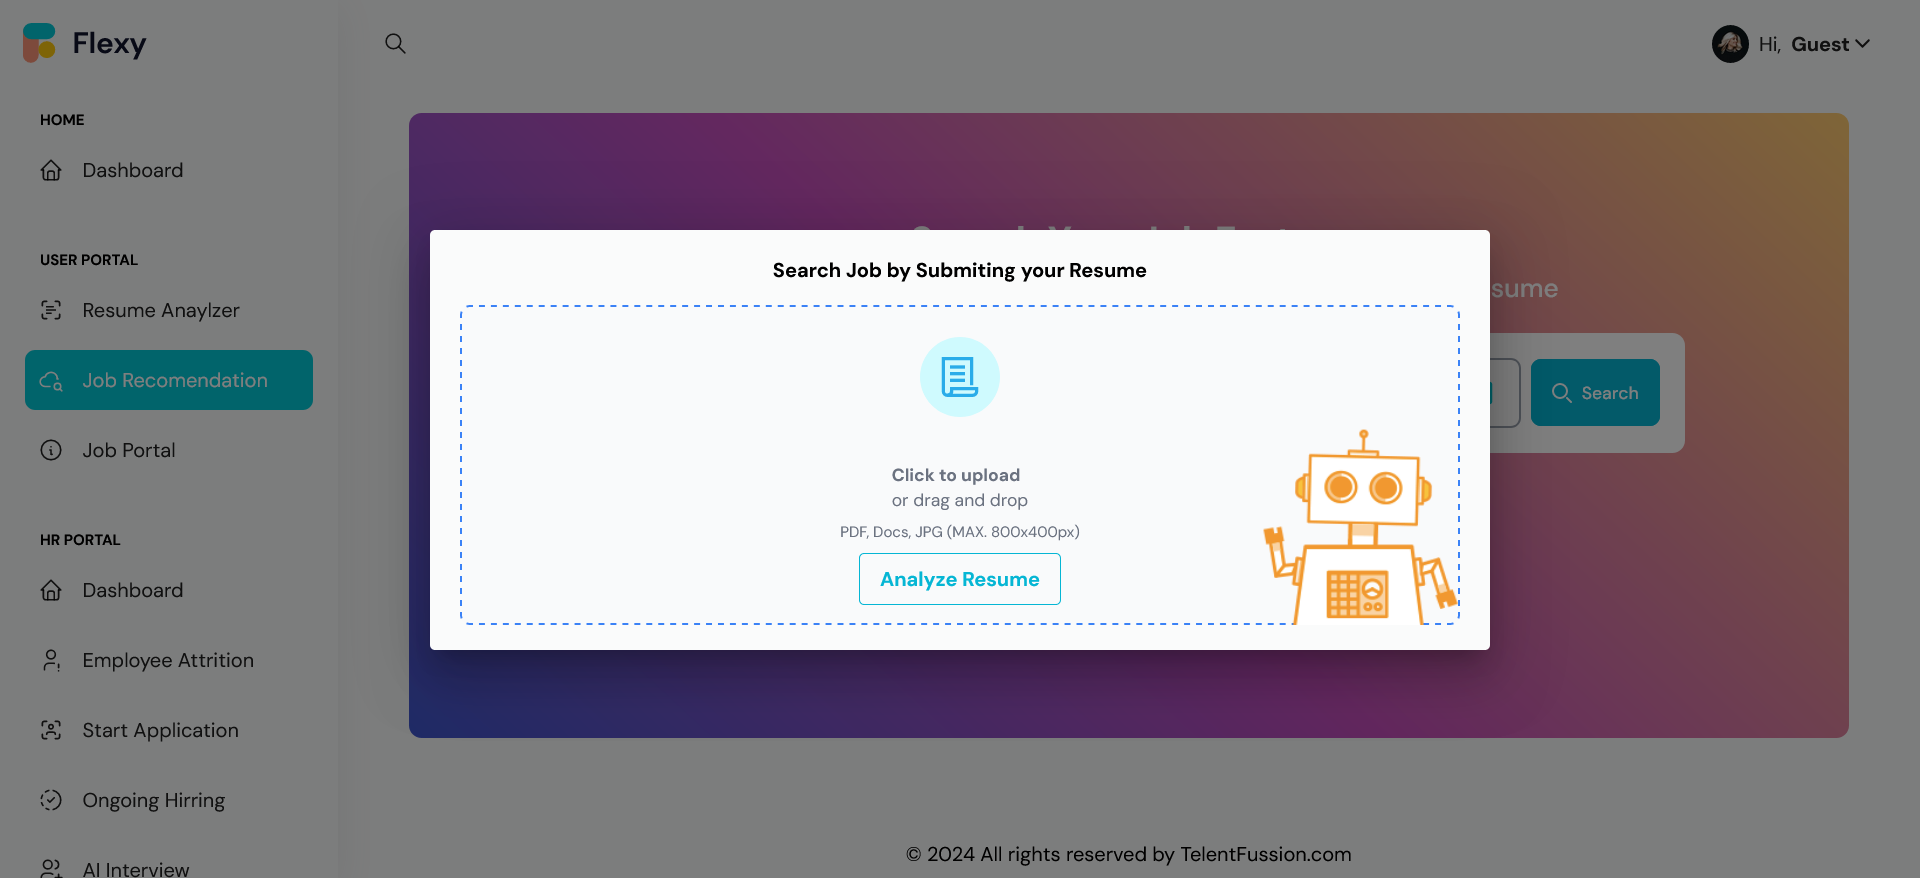 Flexy
Hi, Guest
HOME
Dashboard
USER PORTAL
Resume Anaylzer
Job Recomendation
Job Portal
HR PORTAL
Dashboard
Employee Attrition
Start Application
Ongoing Hirring
AI Interview
Search Job by Submiting your Resume
Click to upload
or drag and drop
PDF, Docs, JPG (MAX. 800x400px)
Analyze Resume
sume
Search
© 2024 All rights reserved by TelentFussion.com